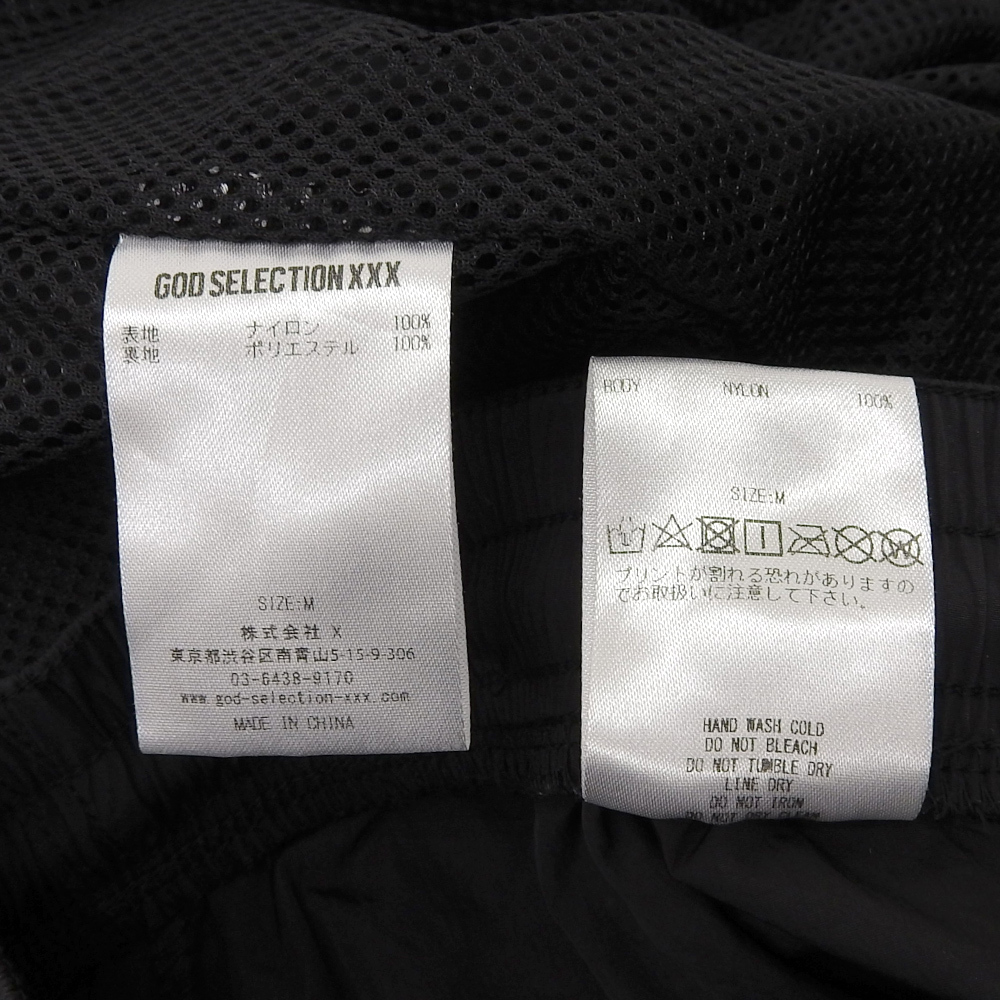 GOD SELECTION XXX
表地 ナイロン 100%
裏地 ポリエステル 100%
SIZE:M
株式会社 X
東京都渋谷区南青山5-15-9 306
03-6438-9170
www.god-selection-xxx.com
MADE IN CHINA
BODY NYLON 100%
SIZE:M
W
プリントが割れる恐れがありますの
でお取扱いに注意して下さい。
HAND WASH COLD
DO NOT BLEACH
DO NOT TUMBLE DRY
LINE DRY
DO NOT IRON
DO NOT DRY CLEAN